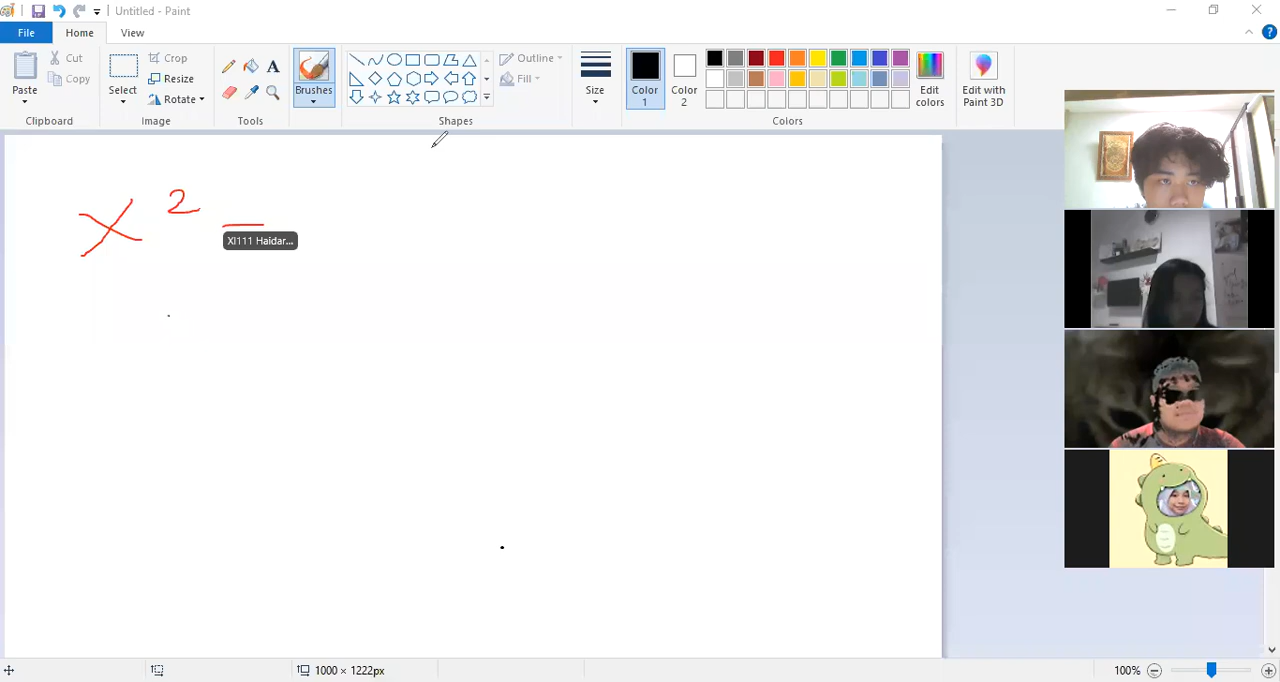 Untitled - Paint
File Home View
Paste Cut Copy
Clipboard
Select Crop Resize Rotate
Image
Tools
Brushes
Outline Fill
Shapes
Size
Color 1
Color 2
Edit colors
Colors
Edit with Paint 3D
X² –
XI111 Haidar...
1000 × 1222px
100%